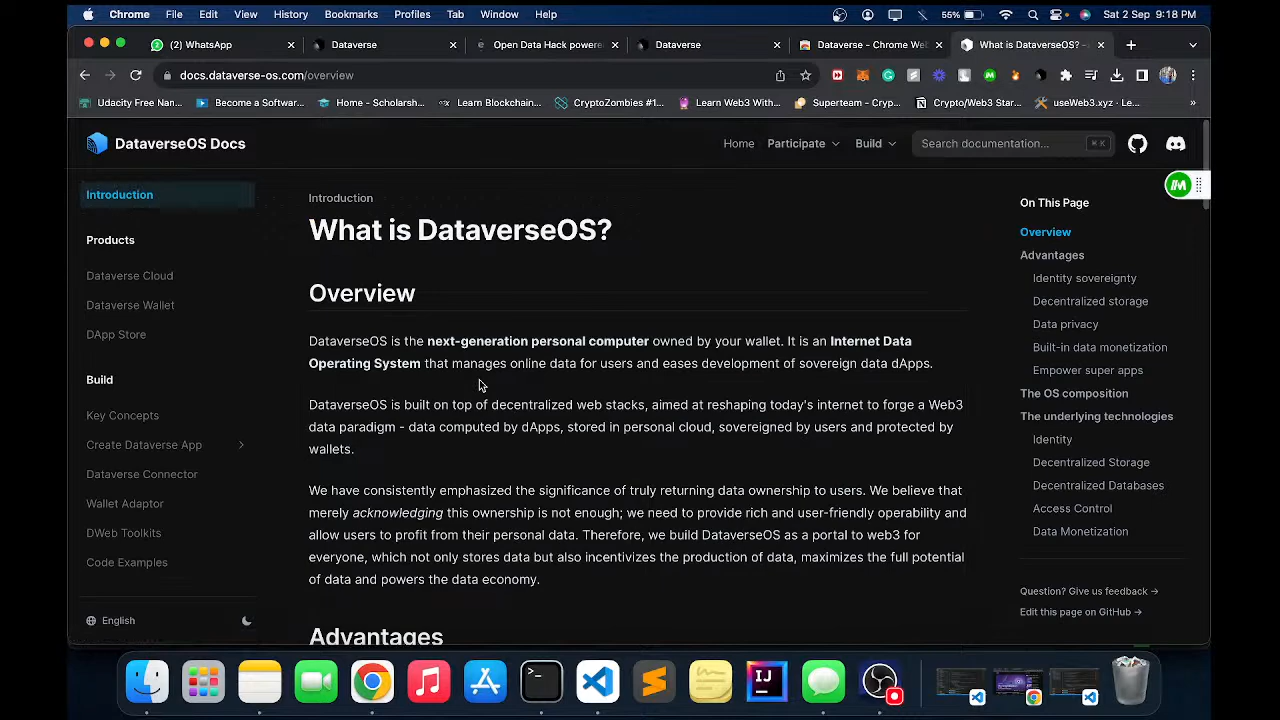 Chrome File Edit View History Bookmarks Profiles Tab Window Help 55% Sat 2 Sep 9:18 PM
(2) WhatsApp Dataverse Open Data Hack powere Dataverse Dataverse - Chrome We What is DataverseOS? -
docs.dataverse-os.com/overview
Udacity Free Nan... Become a Softwar... Home - Scholarsh... Learn Blockchain... CryptoZombies #1... Learn Web3 With... Superteam - Cryp... Crypto/Web3 Star... useWeb3.xyz - Le...
DataverseOS Docs
Home Participate Build Search documentation... ⌘ K
Introduction
Products
Dataverse Cloud
Dataverse Wallet
DApp Store
Build
Key Concepts
Create Dataverse App
Dataverse Connector
Wallet Adaptor
DWeb Toolkits
Code Examples
English
Introduction
What is DataverseOS?
Overview
DataverseOS is the next-generation personal computer owned by your wallet. It is an Internet Data
Operating System that manages online data for users and eases development of sovereign data dApps.
DataverseOS is built on top of decentralized web stacks, aimed at reshaping today's internet to forge a Web3
data paradigm - data computed by dApps, stored in personal cloud, sovereigned by users and protected by
wallets.
We have consistently emphasized the significance of truly returning data ownership to users. We believe that
merely acknowledging this ownership is not enough; we need to provide rich and user-friendly operability and
allow users to profit from their personal data. Therefore, we build DataverseOS as a portal to web3 for
everyone, which not only stores data but also incentivizes the production of data, maximizes the full potential
of data and powers the data economy.
Advantages
On This Page
Overview
Advantages
Identity sovereignty
Decentralized storage
Data privacy
Built-in data monetization
Empower super apps
The OS composition
The underlying technologies
Identity
Decentralized Storage
Decentralized Databases
Access Control
Data Monetization
Question? Give us feedback →
Edit this page on GitHub →